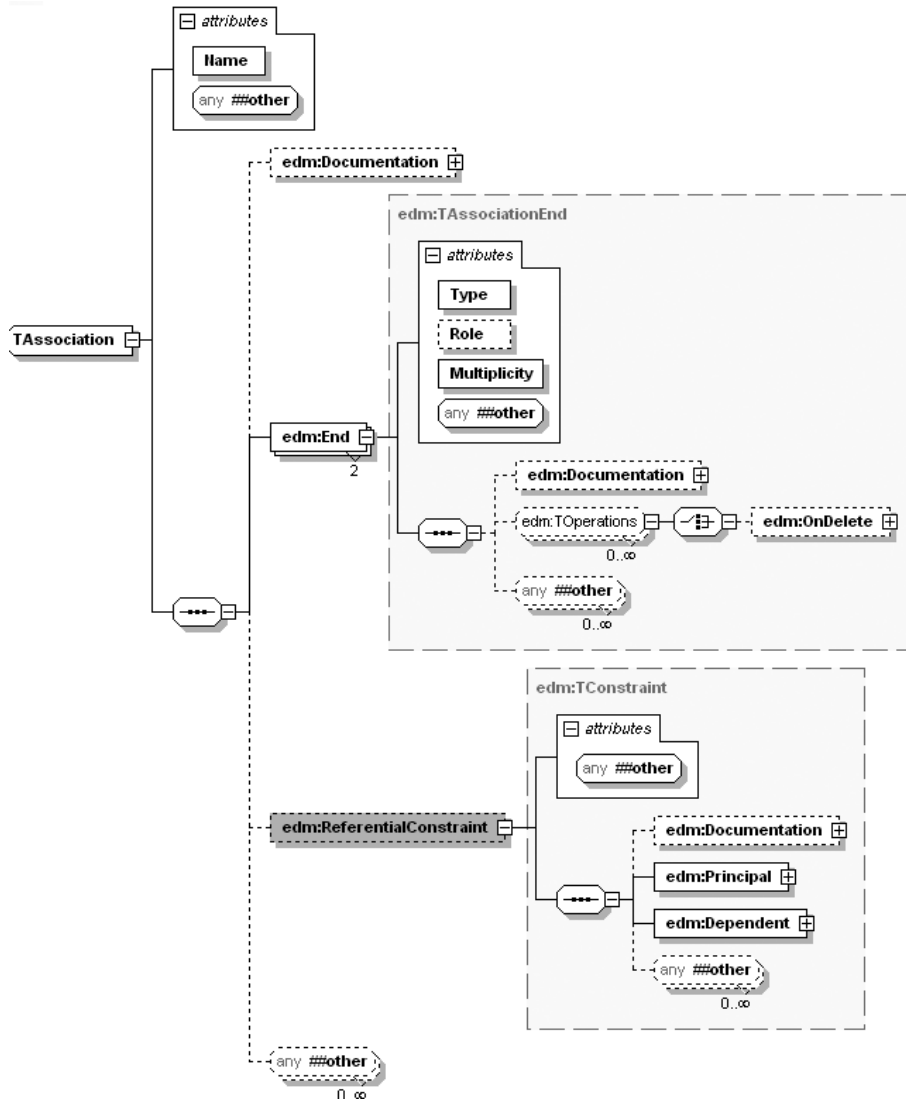 attributes
Name
any ##other
edm:Documentation
edm:TAssociationEnd
attributes
Type
Role
Multiplicity
any ##other
TAssociation
edm:End
2
edm:Documentation
edm:TOperations
0..∞
edm:OnDelete
any ##other
0..∞
edm:TConstraint
attributes
any ##other
edm:ReferentialConstraint
edm:Documentation
edm:Principal
edm:Dependent
any ##other
0..∞
any ##other
0..∞